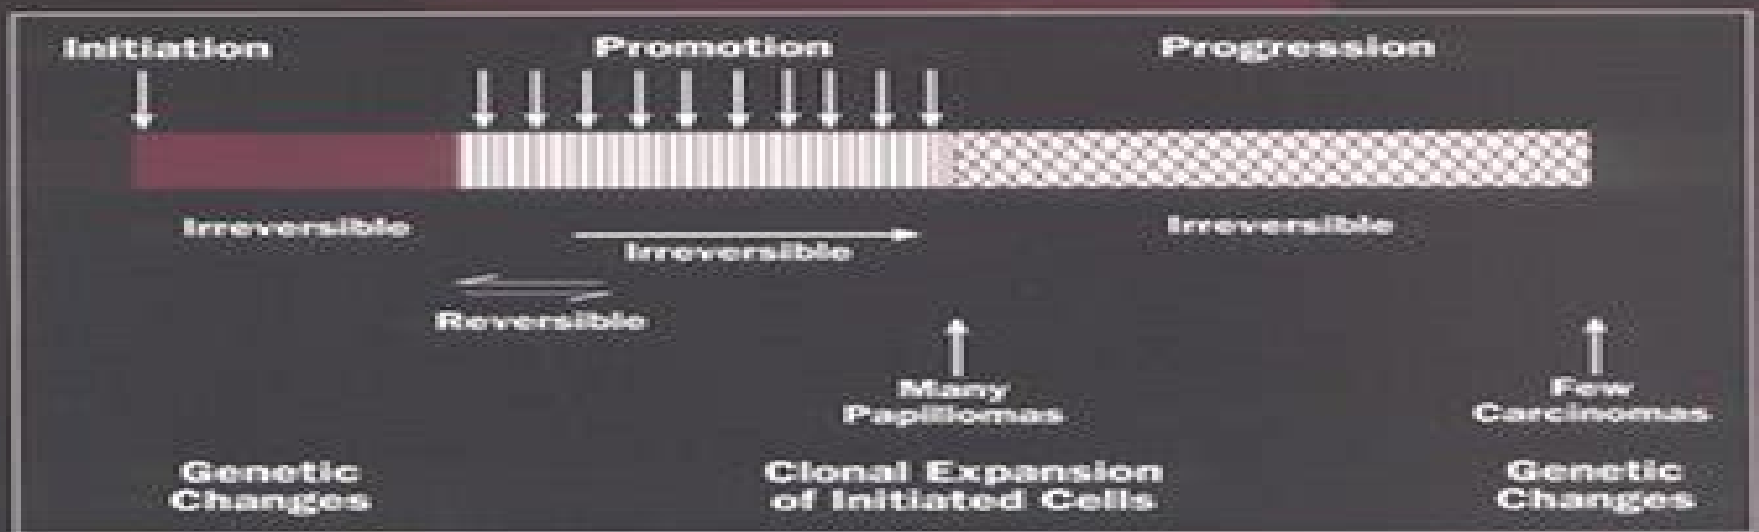 Initiation
Promotion
Progression
Irreversible
Irreversible
Irreversible
Reversible
Many
Papillomas
Few
Carcinomas
Genetic
Changes
Clonal Expansion
of Initiated Cells
Genetic
Changes